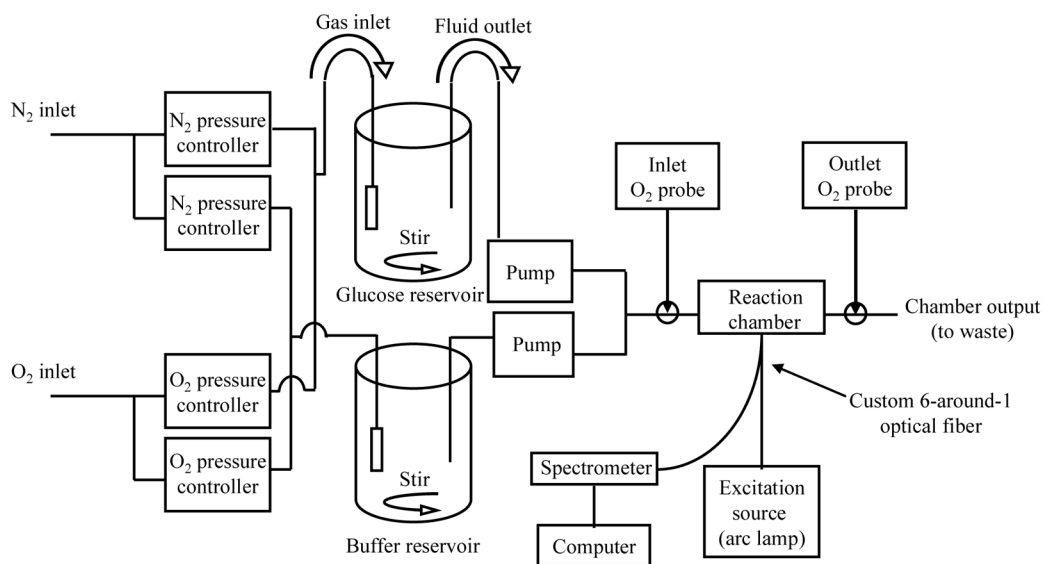 Gas inlet
Fluid outlet
N₂ inlet
N₂ pressure
controller
N₂ pressure
controller
Stir
Glucose reservoir
Pump
Inlet
O₂ probe
Outlet
O₂ probe
Reaction
chamber
Chamber output
(to waste)
Pump
O₂ inlet
O₂ pressure
controller
O₂ pressure
controller
Stir
Buffer reservoir
Custom 6-around-1
optical fiber
Spectrometer
Computer
Excitation
source
(arc lamp)